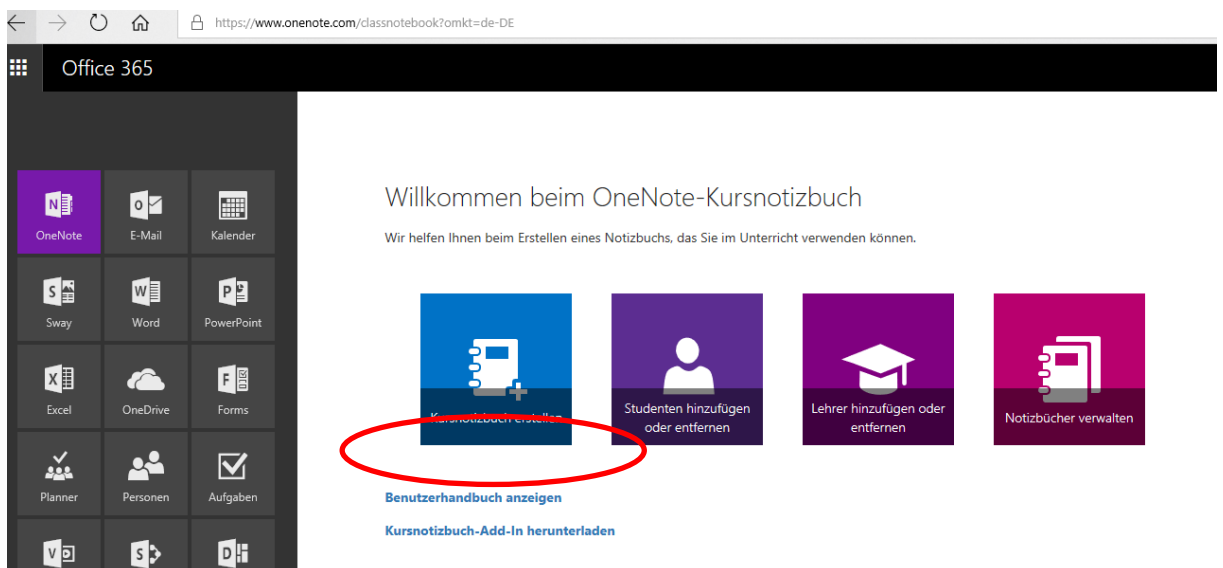 https://www.onenote.com/classnotebook?omkt=de-DE
Office 365
Willkommen beim OneNote-Kursnotizbuch
Wir helfen Ihnen beim Erstellen eines Notizbuchs, das Sie im Unterricht verwenden können.
OneNote
E-Mail
Kalender
Sway
Word
PowerPoint
Excel
OneDrive
Forms
Planner
Personen
Aufgaben
Kursnotizbuch erstellen
Studenten hinzufügen
oder entfernen
Lehrer hinzufügen oder
entfernen
Notizbücher verwalten
Benutzerhandbuch anzeigen
Kursnotizbuch-Add-In herunterladen